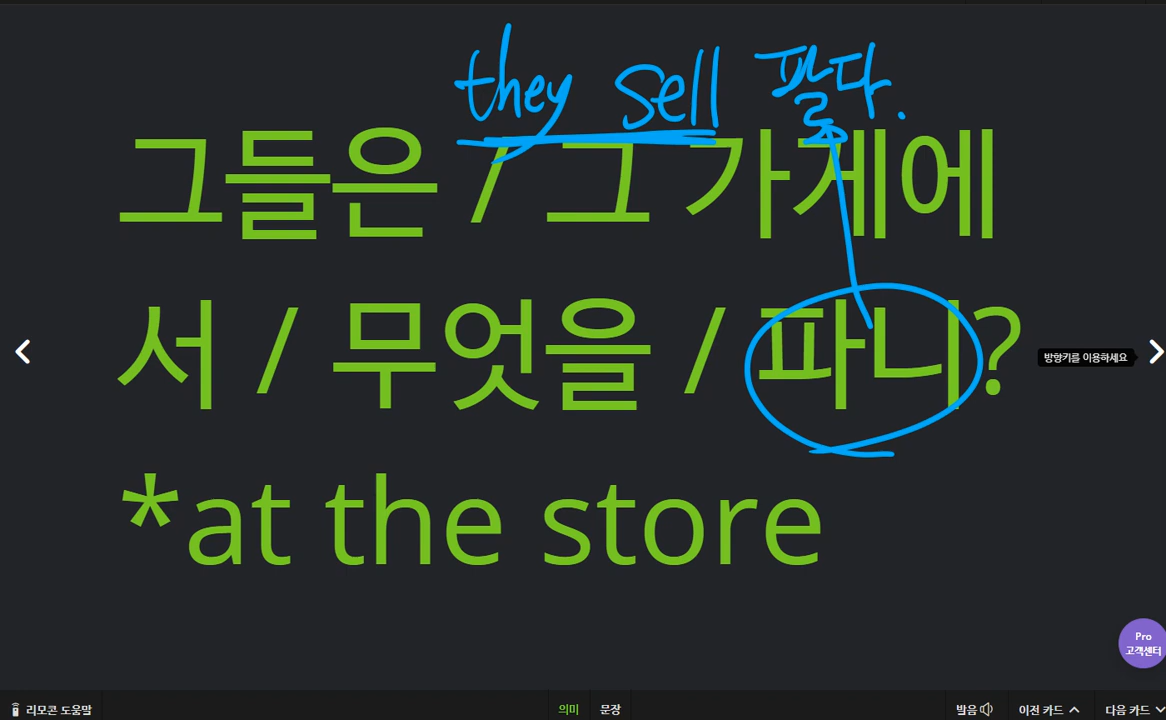 they sell 팔다.
그들은 / 그 가게에
서 / 무엇을 / 파니?
방향키를 이용하세요
*at the store
Pro
고객센터
리모콘 도움말 의미 문장 발음 이전 카드 다음 카드